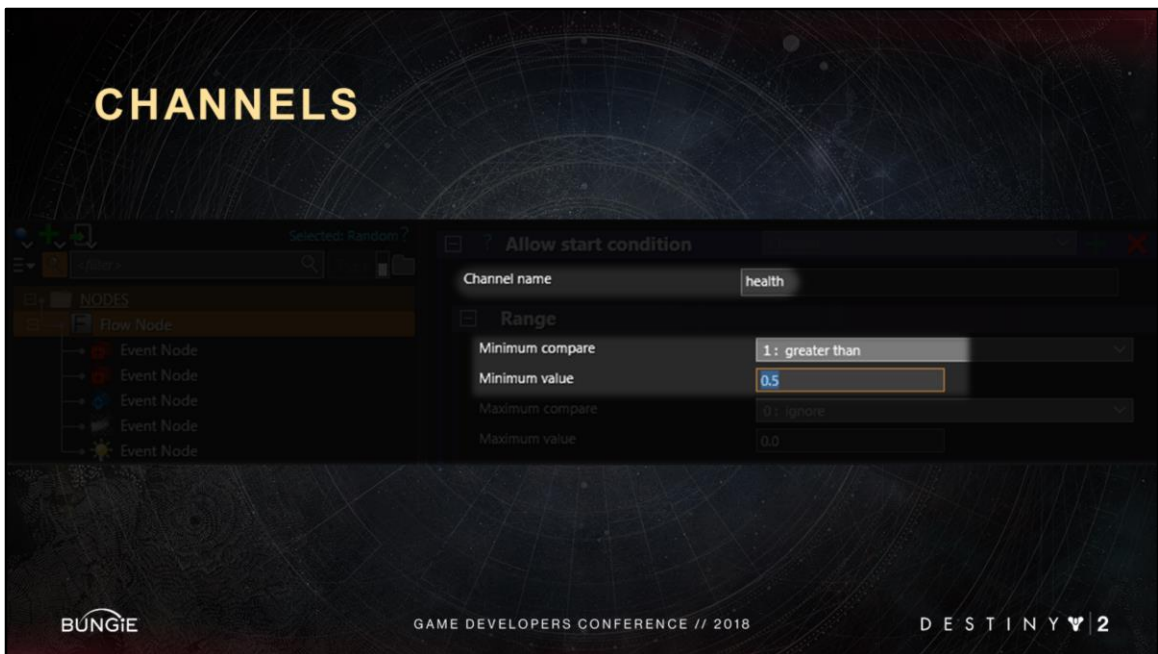 CHANNELS
Selected: Random?
<filter>
NODES
Flow Node
Event Node
Event Node
Event Node
Event Node
Event Node
? Allow start condition
Channel name health
Range
Minimum compare 1: greater than
Minimum value 0.5
Maximum compare 0: ignore
Maximum value 0.0
BUNGiE
GAME DEVELOPERS CONFERENCE // 2018
DESTINY 2